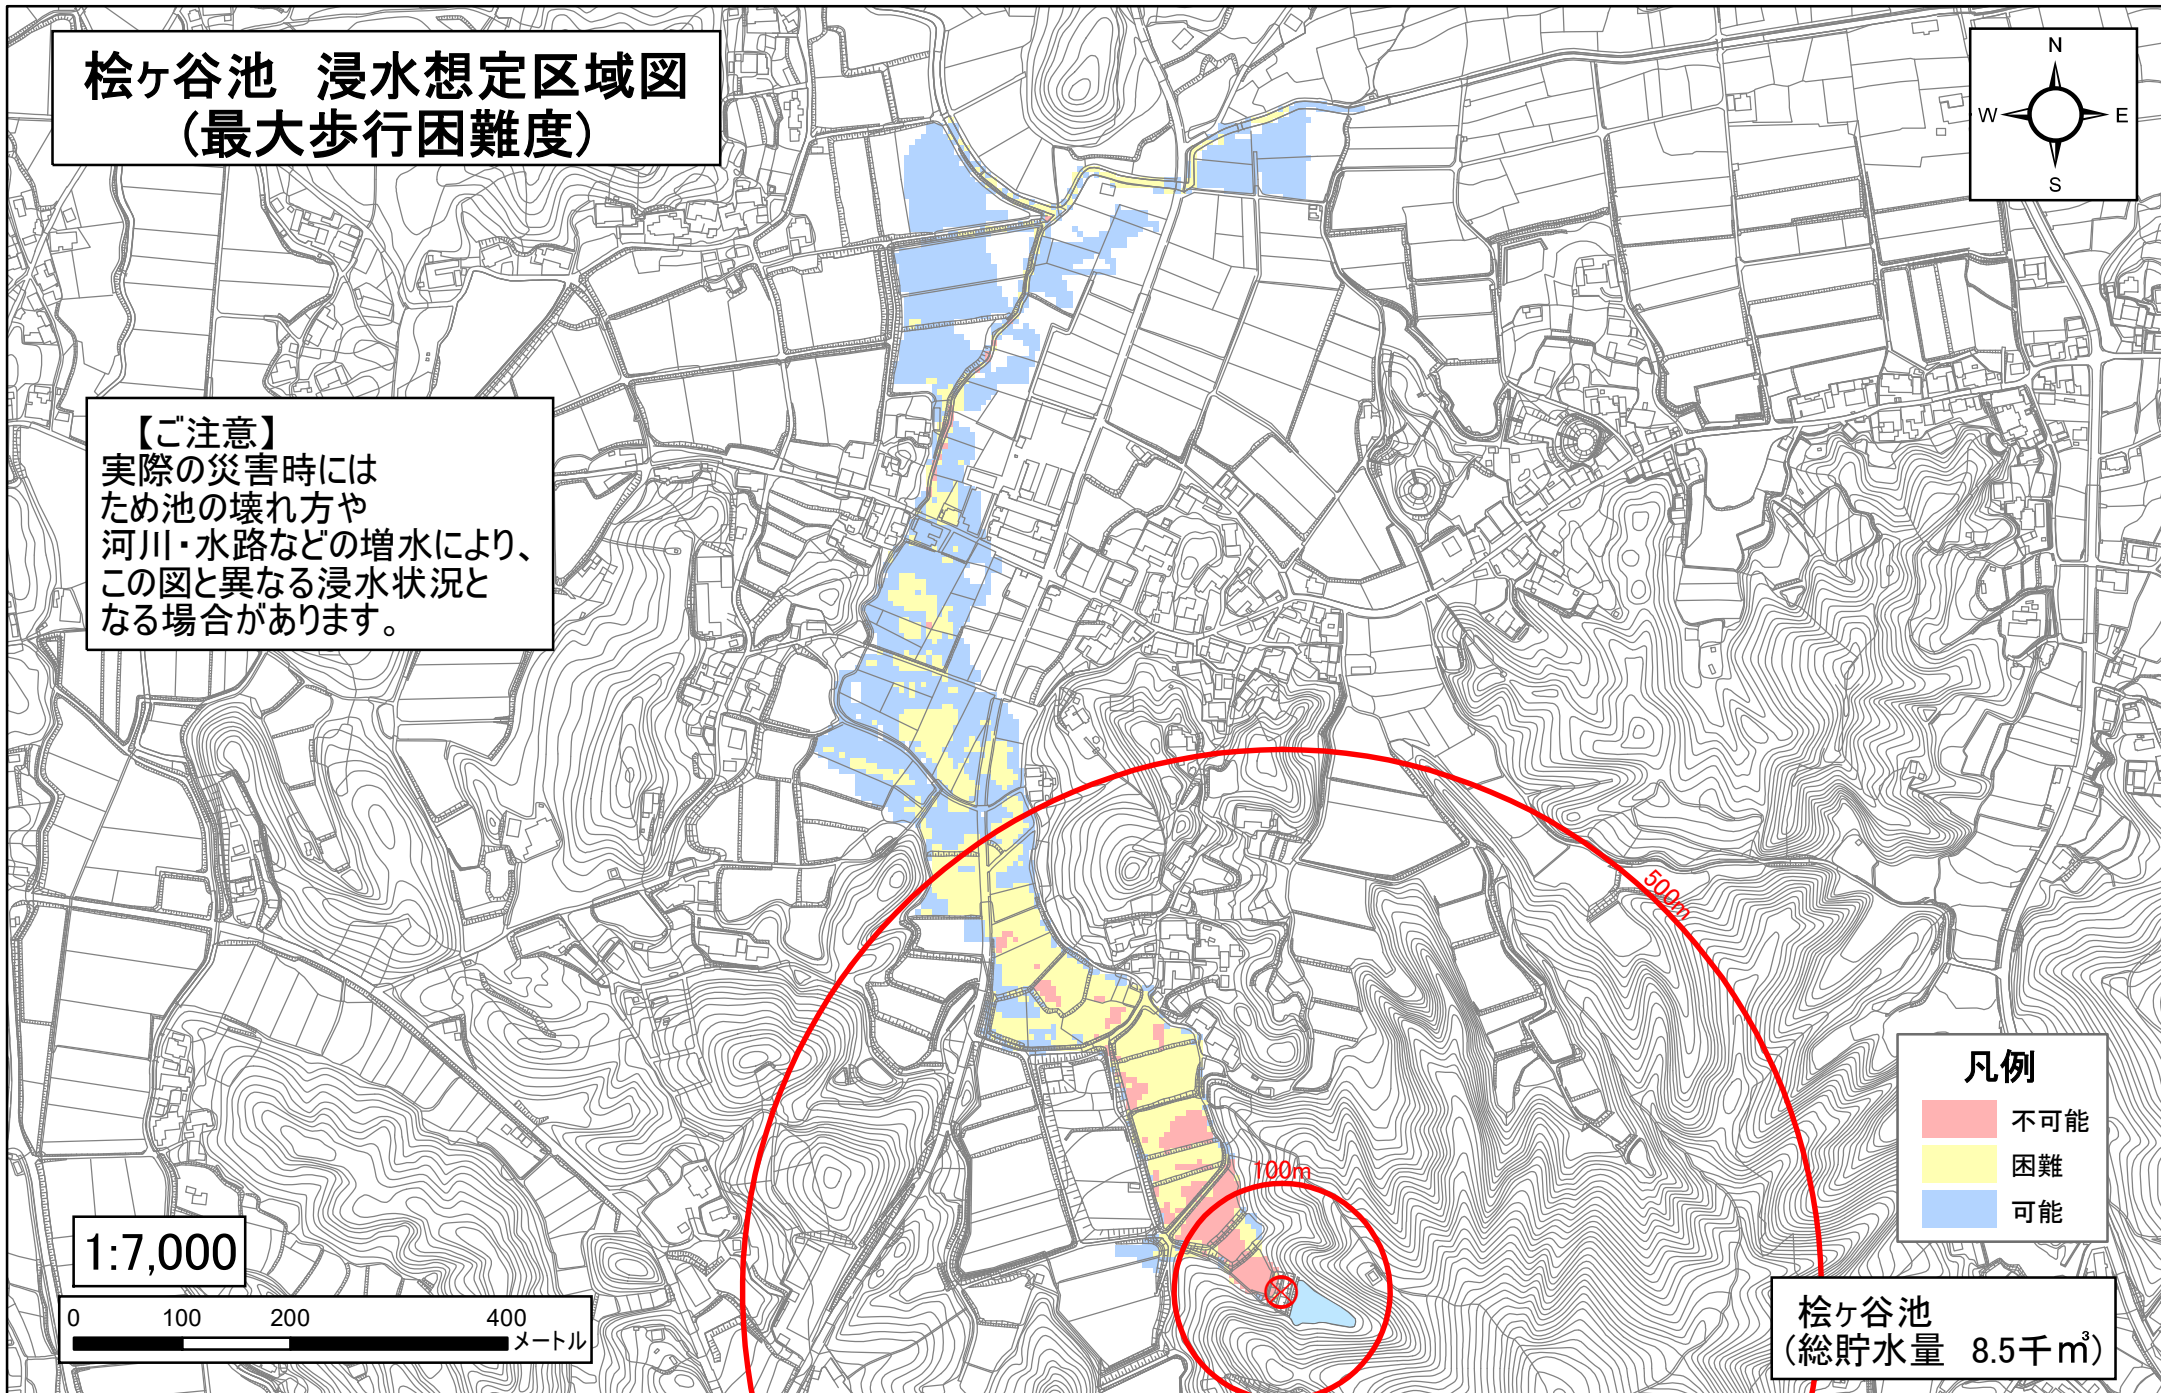 桧ヶ谷池 浸水想定区域図
(最大歩行困難度)
N
W
E
S
【ご注意】
実際の災害時には
ため池の壊れ方や
河川・水路などの増水により、
この図と異なる浸水状況と
なる場合があります。
500m
100m
凡例
不可能
困難
可能
1:7,000
0 100 200 400
メートル
桧ヶ谷池
(総貯水量 8.5千㎥)